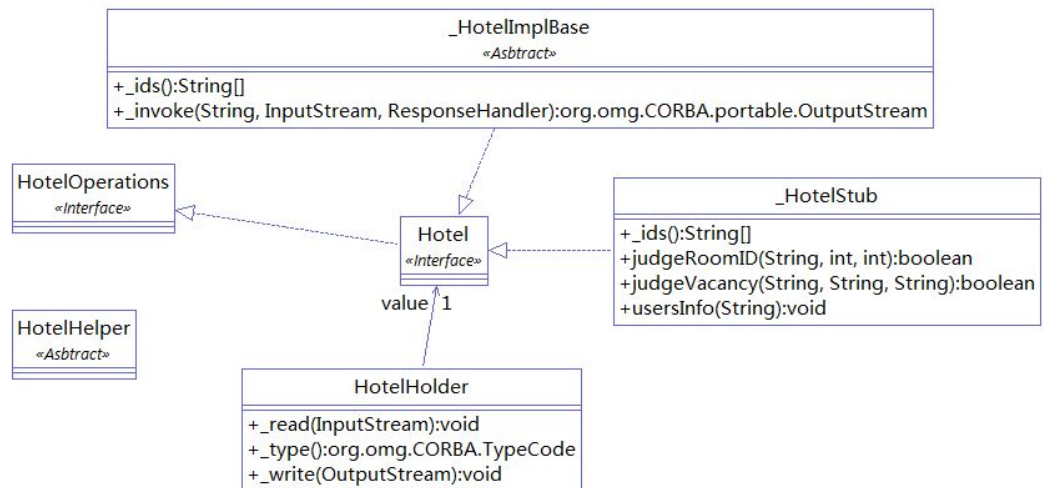 _HotelImplBase
«Asbtract»
+_ids():String[]
+_invoke(String, InputStream, ResponseHandler):org.omg.CORBA.portable.OutputStream
HotelOperations
«Interface»
_HotelStub
+_ids():String[]
+judgeRoomID(String, int, int):boolean
+judgeVacancy(String, String, String):boolean
+usersInfo(String):void
Hotel
«Interface»
value 1
HotelHelper
«Asbtract»
HotelHolder
+_read(InputStream):void
+_type():org.omg.CORBA.TypeCode
+_write(OutputStream):void